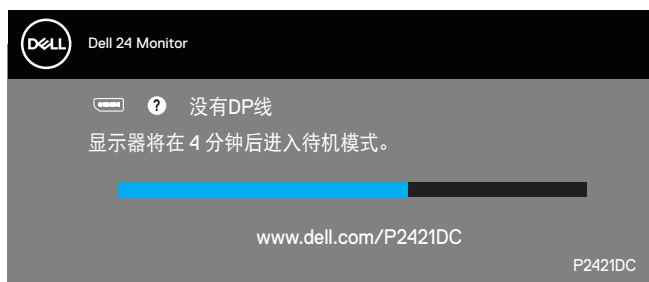 DELL
Dell 24 Monitor
? 没有DP线
显示器将在 4 分钟后进入待机模式。
www.dell.com/P2421DC
P2421DC